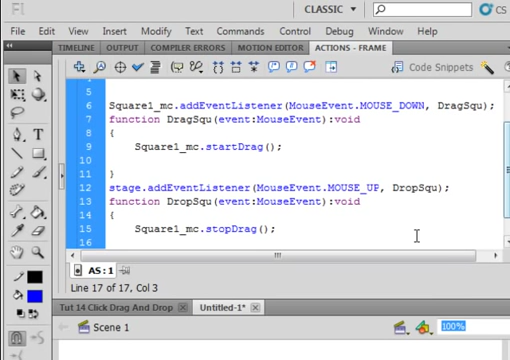 Fl CLASSIC CS
File Edit View Insert Modify Text Commands Control Debug Window Help
TIMELINE OUTPUT COMPILER ERRORS MOTION EDITOR ACTIONS - FRAME
Code Snippets
5
6 Square1_mc.addEventListener(MouseEvent.MOUSE_DOWN, DragSqu);
7 function DragSqu (event:MouseEvent):void
8 {
9 Square1_mc.startDrag();
10
11 }
12 stage.addEventListener(MouseEvent.MOUSE_UP, DropSqu);
13 function DropSqu (event:MouseEvent):void
14 {
15 Square1_mc.stopDrag();
16
AS : 1
Line 17 of 17, Col 3
Tut 14 Click Drag And Drop Untitled-1*
Scene 1 100%